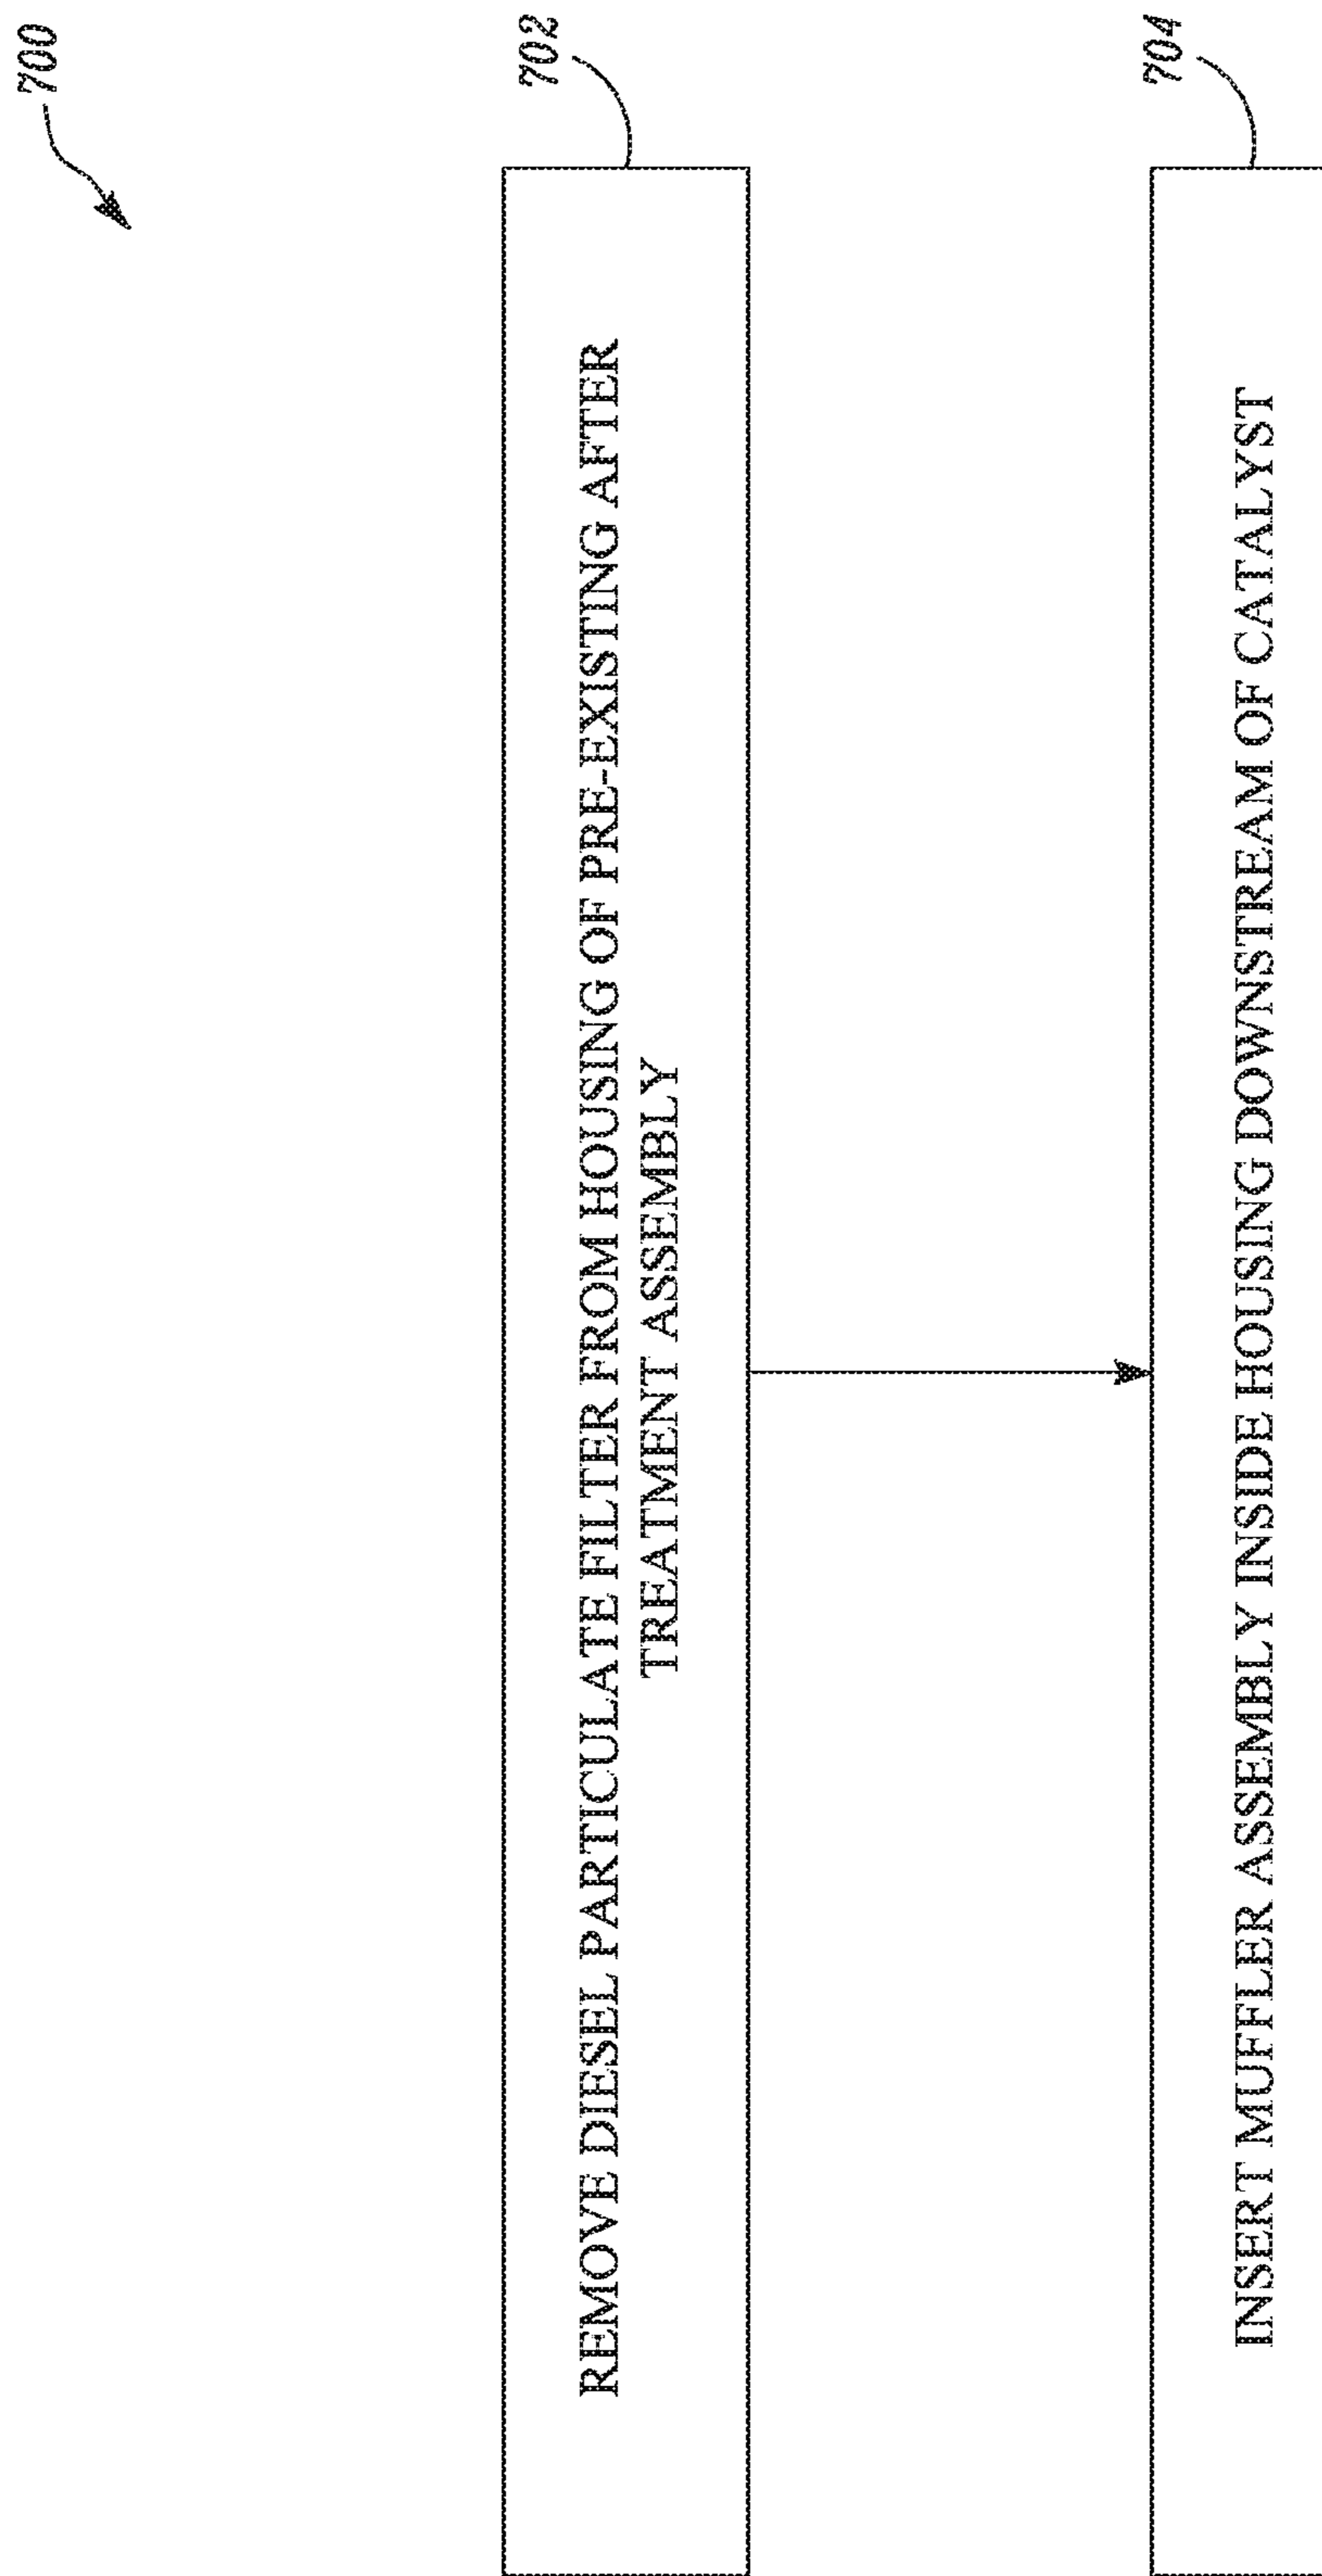 700
702
REMOVE DIESEL PARTICULATE FILTER FROM HOUSING OF PRE-EXISTING AFTER
TREATMENT ASSEMBLY
704
INSERT MUFFLER ASSEMBLY INSIDE HOUSING DOWNSTREAM OF CATALYST